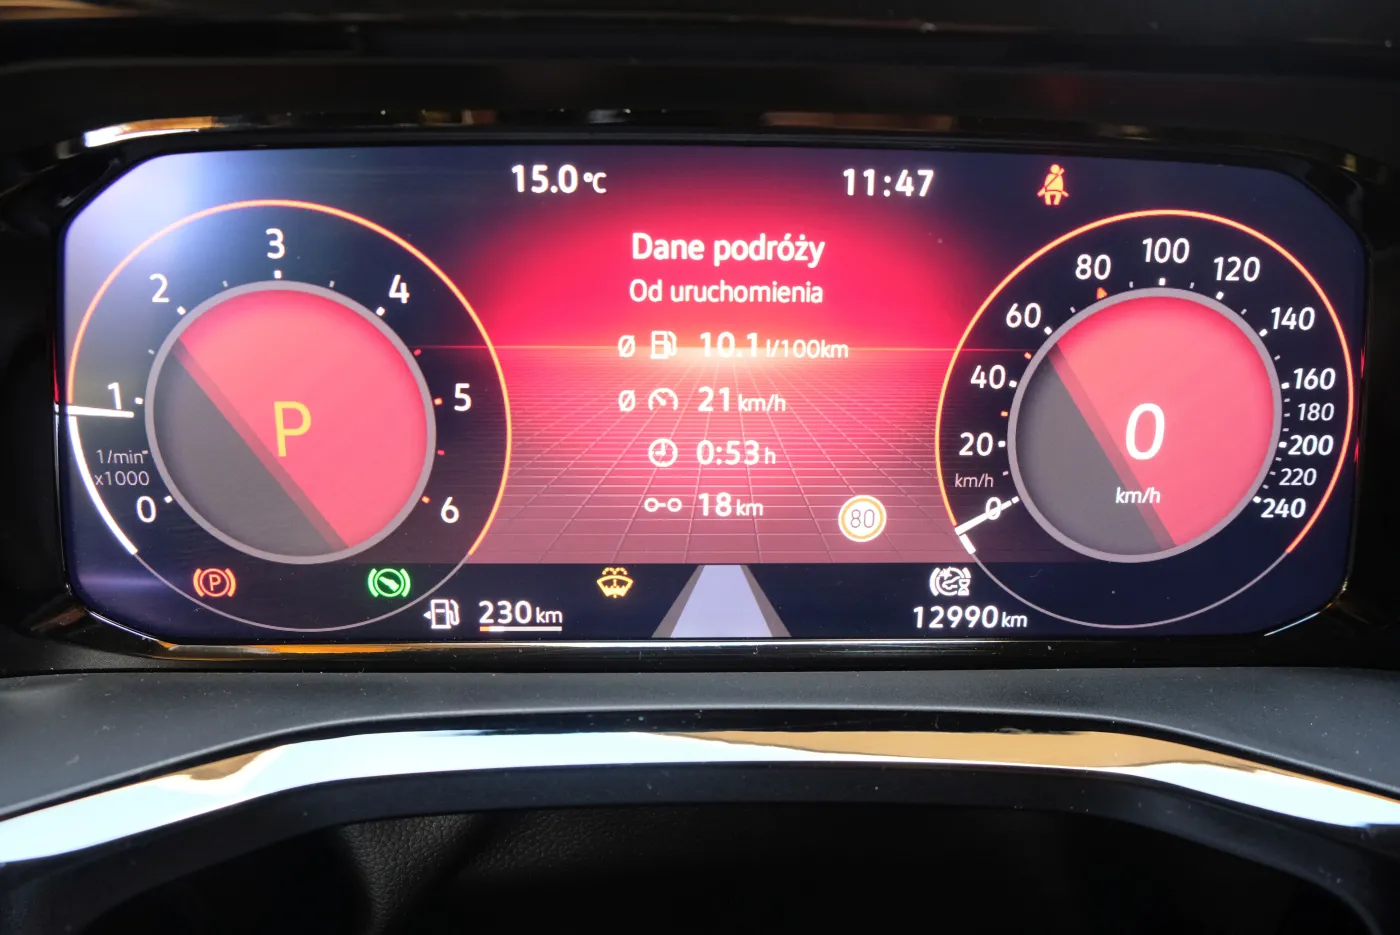 15.0°C
11:47
Dane podróży
Od uruchomienia
Ø 10.1 l/100km
Ø 21 km/h
0:53 h
18 km
80
0
1
2
3
4
5
6
1/min
x1000
P
0
20
40
60
80
100
120
140
160
180
200
220
240
km/h
0
km/h
P
230 km
12990 km